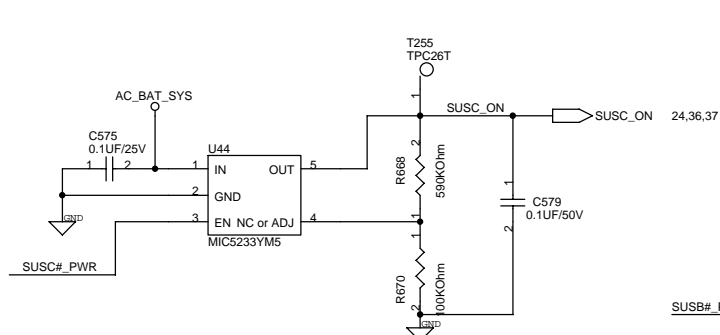 T255
TPC26T
AC_BAT_SYS
1
SUSC_ON
SUSC_ON 24,36,37
C575
0.1UF/25V
U44
1 2 1 IN OUT 5
2 GND
3 EN NC or ADJ 4
MIC5233YM5
GND
SUSC#_PWR
2
R668
590KOhm
1
1
C579
0.1UF/50V
2
1
R670
100KOhm
2
GND